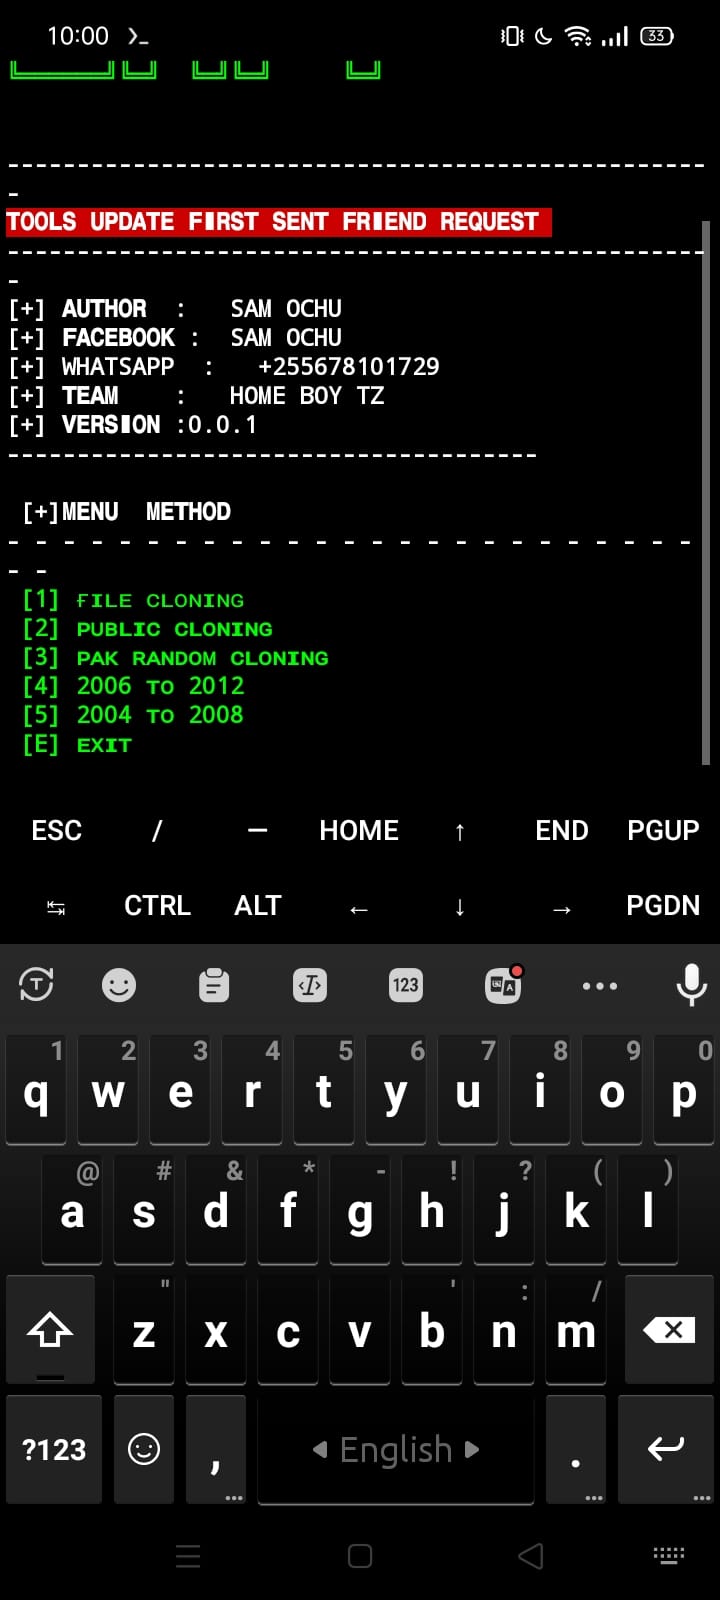 10:00
33
-------------------------------------------------
-
TOOLS UPDATE FIRST SENT FRIEND REQUEST
-------------------------------------------------
-
[+] AUTHOR : SAM OCHU
[+] FACEBOOK : SAM OCHU
[+] WHATSAPP : +255678101729
[+] TEAM : HOME BOY TZ
[+] VERSION :0.0.1
--------------------------------------
[+]MENU METHOD
- - - - - - - - - - - - - - - - - - - - - - - - -
- -
[1] FILE CLONING
[2] PUBLIC CLONING
[3] PAK RANDOM CLONING
[4] 2006 TO 2012
[5] 2004 TO 2008
[E] EXIT
ESC / — HOME ↑ END PGUP
↹ CTRL ALT ← ↓ → PGDN
T 123 A
1 2 3 4 5 6 7 8 9 0
q w e r t y u i o p
@ # & * - ! ? ( )
a s d f g h j k l
" ' : /
z x c v b n m
?123 , English .